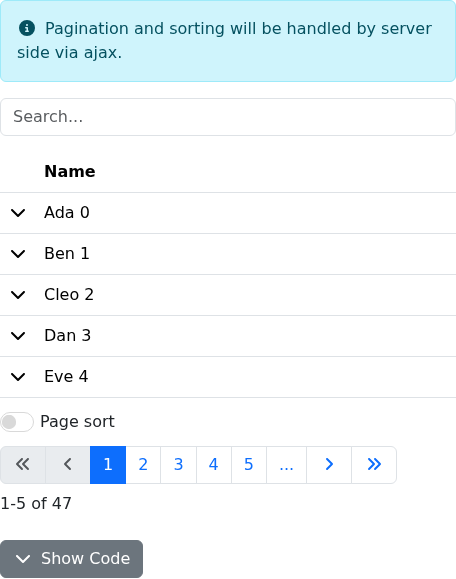 Pagination and sorting will be handled by server
side via ajax.
Search...
Name
Ada 0
Ben 1
Cleo 2
Dan 3
Eve 4
Page sort
« ‹ 1 2 3 4 5 ... › »
1-5 of 47
Show Code